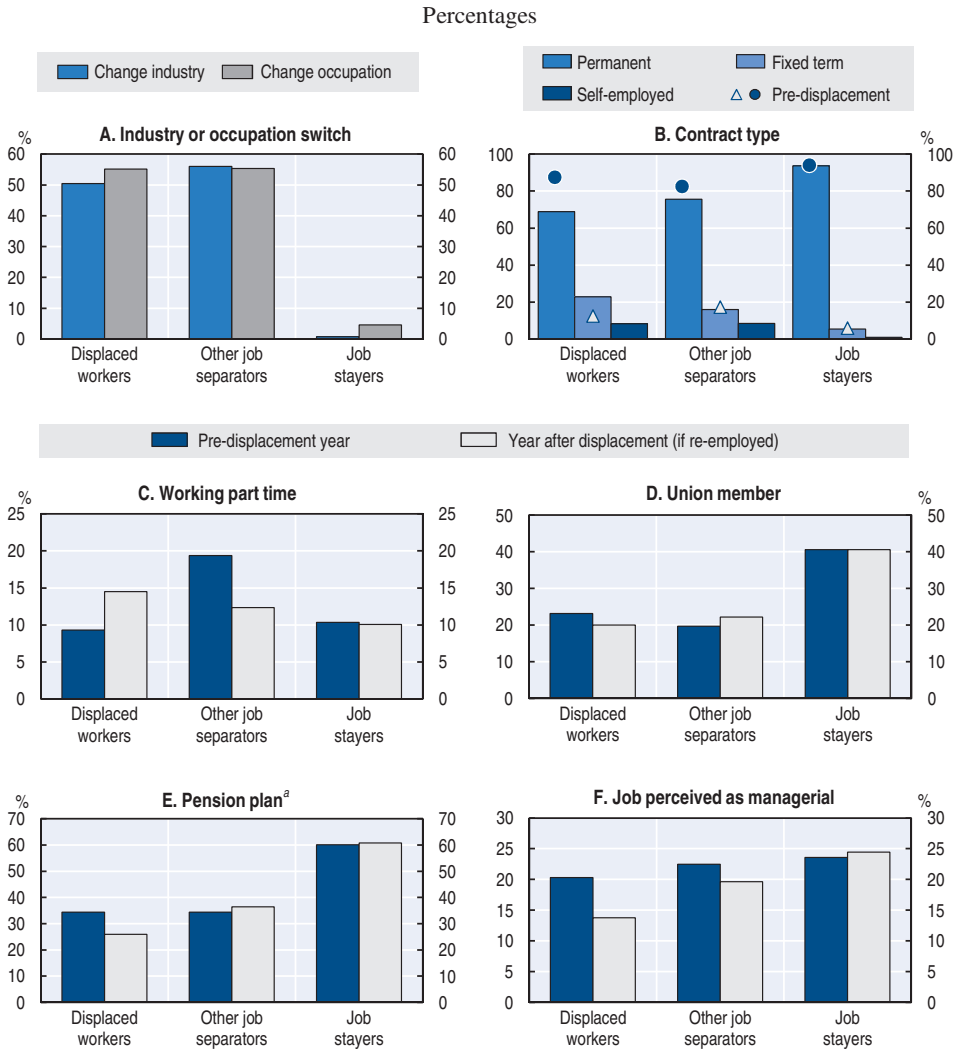 Percentages
Change industry Change occupation
Permanent Fixed term
Self-employed Pre-displacement
% A. Industry or occupation switch
60 60
50 50
40 40
30 30
20 20
10 10
0 0
Displaced workers Other job separators Job stayers
B. Contract type %
100 100
80 80
60 60
40 40
20 20
0 0
Displaced workers Other job separators Job stayers
Pre-displacement year Year after displacement (if re-employed)
% C. Working part time
25 25
20 20
15 15
10 10
5 5
0 0
Displaced workers Other job separators Job stayers
D. Union member %
50 50
40 40
30 30
20 20
10 10
0 0
Displaced workers Other job separators Job stayers
% E. Pension plan a
70 70
60 60
50 50
40 40
30 30
20 20
10 10
0 0
Displaced workers Other job separators Job stayers
F. Job perceived as managerial %
30 30
25 25
20 20
15 15
10 10
5 5
0 0
Displaced workers Other job separators Job stayers